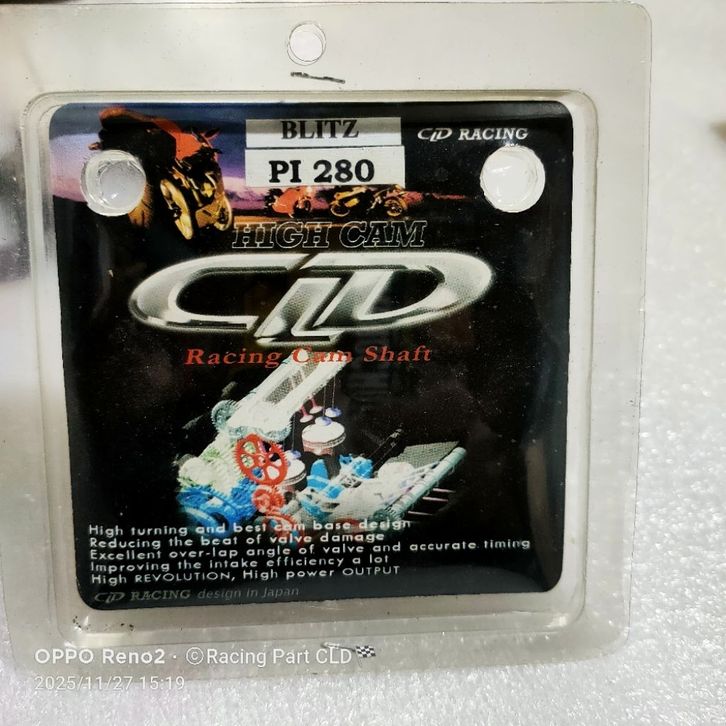 BLITZ
PI 280
CLD RACING
HIGH CAM
CLD
Racing Cam Shaft
High turning and best cam base design
Reducing the beat of valve damage
Excellent over-lap angle of valve and accurate timing
Improving the intake efficiency a lot
High REVOLUTION, High power OUTPUT
CLD RACING design in Japan
OPPO Reno2 · ©Racing Part CLD🏁
2025/11/27 15:19